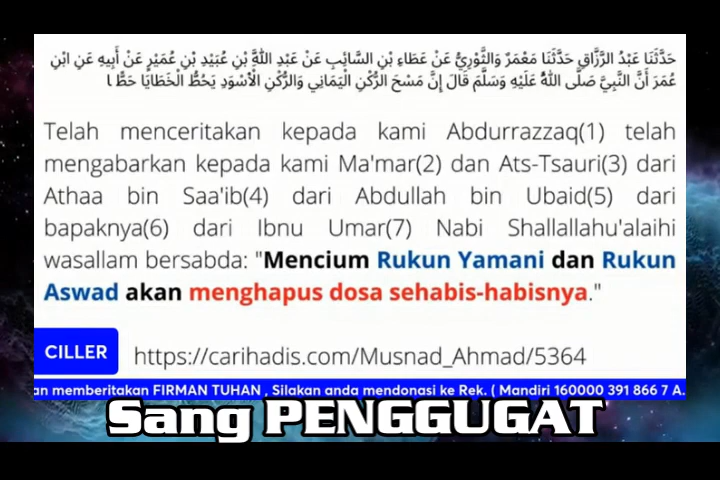 حَدَّثَنَا عَبْدُ الرَّزَّاقِ حَدَّثَنَا مَعْمَرٌ وَالثَّوْرِيُّ عَنْ عَطَاءِ بْنِ السَّائِبِ عَنْ عَبْدِ اللَّهِ بْنِ عُبَيْدِ بْنِ عُمَيْرٍ عَنْ أَبِيهِ عَنِ ابْنِ
عُمَرَ أَنَّ النَّبِيَّ صَلَّى اللَّهُ عَلَيْهِ وَسَلَّمَ قَالَ إِنَّ مَسْحَ الرُّكْنِ الْيَمَانِي وَالرُّكْنِ الْأَسْوَدِ يَحُطُّ الْخَطَايَا حَطًّا
Telah menceritakan kepada kami Abdurrazzaq(1) telah
mengabarkan kepada kami Ma'mar(2) dan Ats-Tsauri(3) dari
Athaa bin Saa'ib(4) dari Abdullah bin Ubaid(5) dari
bapaknya(6) dari Ibnu Umar(7) Nabi Shallallahu'alaihi
wasallam bersabda: "Mencium Rukun Yamani dan Rukun
Aswad akan menghapus dosa sehabis-habisnya."
CILLER
https://carihadis.com/Musnad_Ahmad/5364
an memberitakan FIRMAN TUHAN , Silakan anda mendonasi ke Rek. ( Mandiri 160000 391 866 7 A.
Sang PENGGUGAT